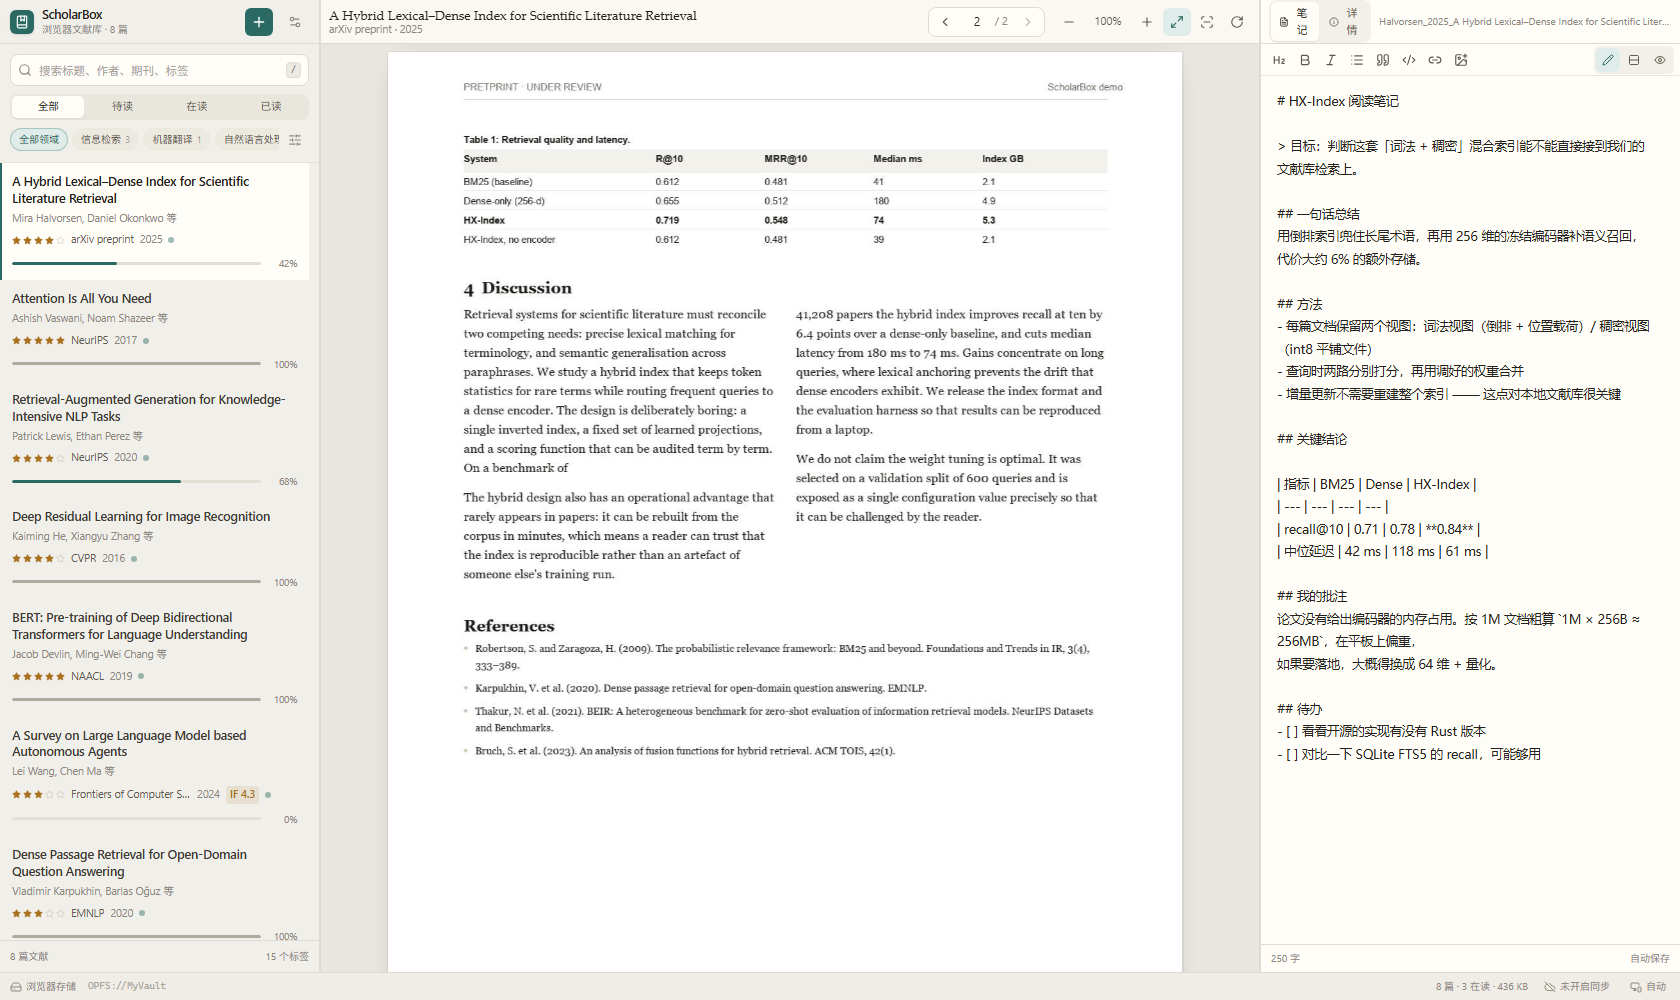 ScholarBox
浏览器文献库 · 8 篇
搜索标题、作者、期刊、标签
/
全部
待读
在读
已读
全部领域
信息检索 3
机器翻译 1
自然语言处理
A Hybrid Lexical–Dense Index for Scientific
Literature Retrieval
Mira Halvorsen, Daniel Okonkwo 等
arXiv preprint 2025
42%
Attention Is All You Need
Ashish Vaswani, Noam Shazeer 等
NeurIPS 2017
100%
Retrieval-Augmented Generation for Knowledge-
Intensive NLP Tasks
Patrick Lewis, Ethan Perez 等
NeurIPS 2020
68%
Deep Residual Learning for Image Recognition
Kaiming He, Xiangyu Zhang 等
CVPR 2016
100%
BERT: Pre-training of Deep Bidirectional
Transformers for Language Understanding
Jacob Devlin, Ming-Wei Chang 等
NAACL 2019
100%
A Survey on Large Language Model based
Autonomous Agents
Lei Wang, Chen Ma 等
Frontiers of Computer S... 2024 IF 4.3
0%
Dense Passage Retrieval for Open-Domain
Question Answering
Vladimir Karpukhin, Barlas Oğuz 等
EMNLP 2020
100%
8 篇文献
15 个标签
A Hybrid Lexical–Dense Index for Scientific Literature Retrieval
arXiv preprint · 2025
2 / 2
100%
PRETPRINT · UNDER REVIEW
ScholarBox demo
Table 1: Retrieval quality and latency.
System R@10 MRR@10 Median ms Index GB
BM25 (baseline) 0.612 0.481 41 2.1
Dense-only (256-d) 0.655 0.512 180 4.9
HX-Index 0.719 0.548 74 5.3
HX-Index, no encoder 0.612 0.481 39 2.1
4 Discussion
Retrieval systems for scientific literature must reconcile
two competing needs: precise lexical matching for
terminology, and semantic generalisation across
paraphrases. We study a hybrid index that keeps token
statistics for rare terms while routing frequent queries to
a dense encoder. The design is deliberately boring: a
single inverted index, a fixed set of learned projections,
and a scoring function that can be audited term by term.
On a benchmark of
The hybrid design also has an operational advantage that
rarely appears in papers: it can be rebuilt from the
corpus in minutes, which means a reader can trust that
the index is reproducible rather than an artefact of
someone else's training run.
41,208 papers the hybrid index improves recall at ten by
6.4 points over a dense-only baseline, and cuts median
latency from 180 ms to 74 ms. Gains concentrate on long
queries, where lexical anchoring prevents the drift that
dense encoders exhibit. We release the index format and
the evaluation harness so that results can be reproduced
from a laptop.
We do not claim the weight tuning is optimal. It was
selected on a validation split of 600 queries and is
exposed as a single configuration value precisely so that
it can be challenged by the reader.
References
Robertson, S. and Zaragoza, H. (2009). The probabilistic relevance framework: BM25 and beyond. Foundations and Trends in IR, 3(4),
333–389.
Karpukhin, V. et al. (2020). Dense passage retrieval for open-domain question answering. EMNLP.
Thakur, N. et al. (2021). BEIR: A heterogeneous benchmark for zero-shot evaluation of information retrieval models. NeurIPS Datasets
and Benchmarks.
Bruch, S. et al. (2023). An analysis of fusion functions for hybrid retrieval. ACM TOIS, 42(1).
笔记
详情
Halvorsen_2025_A Hybrid Lexical–Dense Index for Scientific Liter...
H2 B I
# HX-Index 阅读笔记
> 目标：判断这套「词法 + 稠密」混合索引能不能直接接到我们的
文献库检索上。
## 一句话总结
用倒排索引兜住长尾术语，再用 256 维的冻结编码器补语义召回，
代价大约 6% 的额外存储。
## 方法
- 每篇文档保留两个视图：词法视图（倒排 + 位置载荷）/ 稠密视图
（int8 平铺文件）
- 查询时两路分别打分，再用调好的权重合并
- 增量更新不需要重建整个索引 —— 这点对本地文献库很关键
## 关键结论
| 指标 | BM25 | Dense | HX-Index |
| --- | --- | --- | --- |
| recall@10 | 0.71 | 0.78 | **0.84** |
| 中位延迟 | 42 ms | 118 ms | 61 ms |
## 我的批注
论文没有给出编码器的内存占用。按 1M 文档粗算 `1M × 256B ≈
256MB`，在平板上偏重，
如果要落地，大概得换成 64 维 + 量化。
## 待办
- [ ] 看看开源的实现有没有 Rust 版本
- [ ] 对比一下 SQLite FTS5 的 recall，可能够用
250 字
自动保存
浏览器存储 OPFS://MyVault
8 篇 · 3 在读 · 436 KB
未开启同步
自动